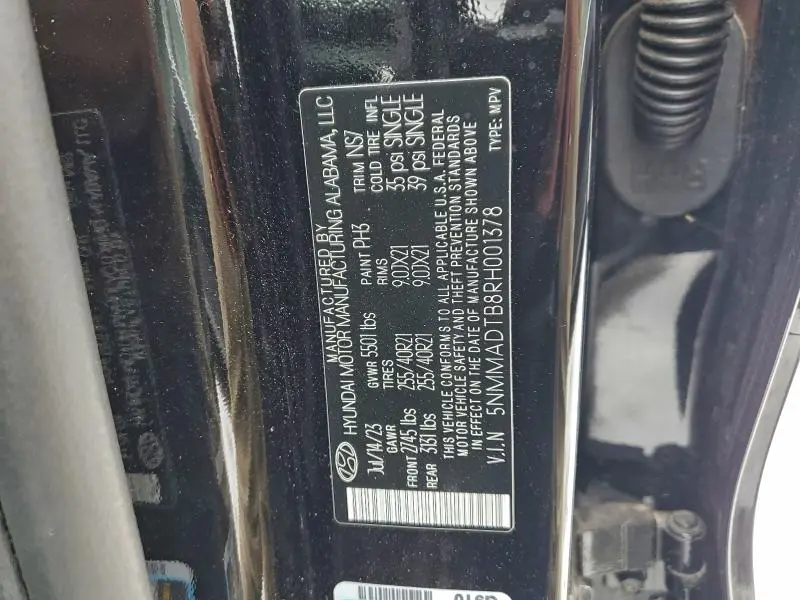 MANUFACTURED BY
HYUNDAI MOTOR MANUFACTURING ALABAMA, LLC
Jul/14/23 GVWR 5501 lbs PAINT PH3 TRIM NS7
GAWR TIRES RIMS COLD TIRE INFL
FRONT 2745 lbs 255/40R21 9.0JX21 35 psi SINGLE
REAR 3131 lbs 255/40R21 9.0JX21 39 psi SINGLE
THIS VEHICLE CONFORMS TO ALL APPLICABLE U.S.A. FEDERAL
MOTOR VEHICLE SAFETY AND THEFT PREVENTION STANDARDS
IN EFFECT ON THE DATE OF MANUFACTURE SHOWN ABOVE
V.I.N 5NMMADTB8RH001378 TYPE: MPV